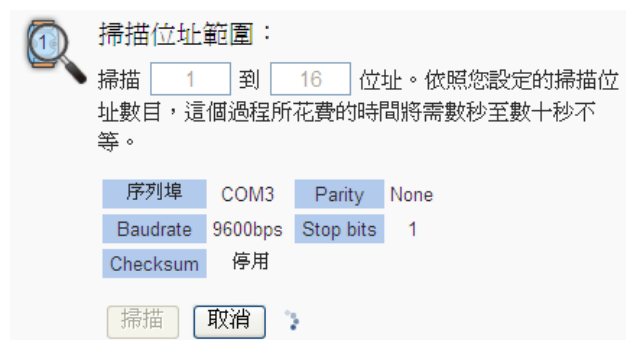 1
掃描位址範圍：
掃描 1 到 16 位址。依照您設定的掃描位
址數目，這個過程所花費的時間將需數秒至數十秒不
等。
序列埠 COM3 Parity None
Baudrate 9600bps Stop bits 1
Checksum 停用
掃描 取消